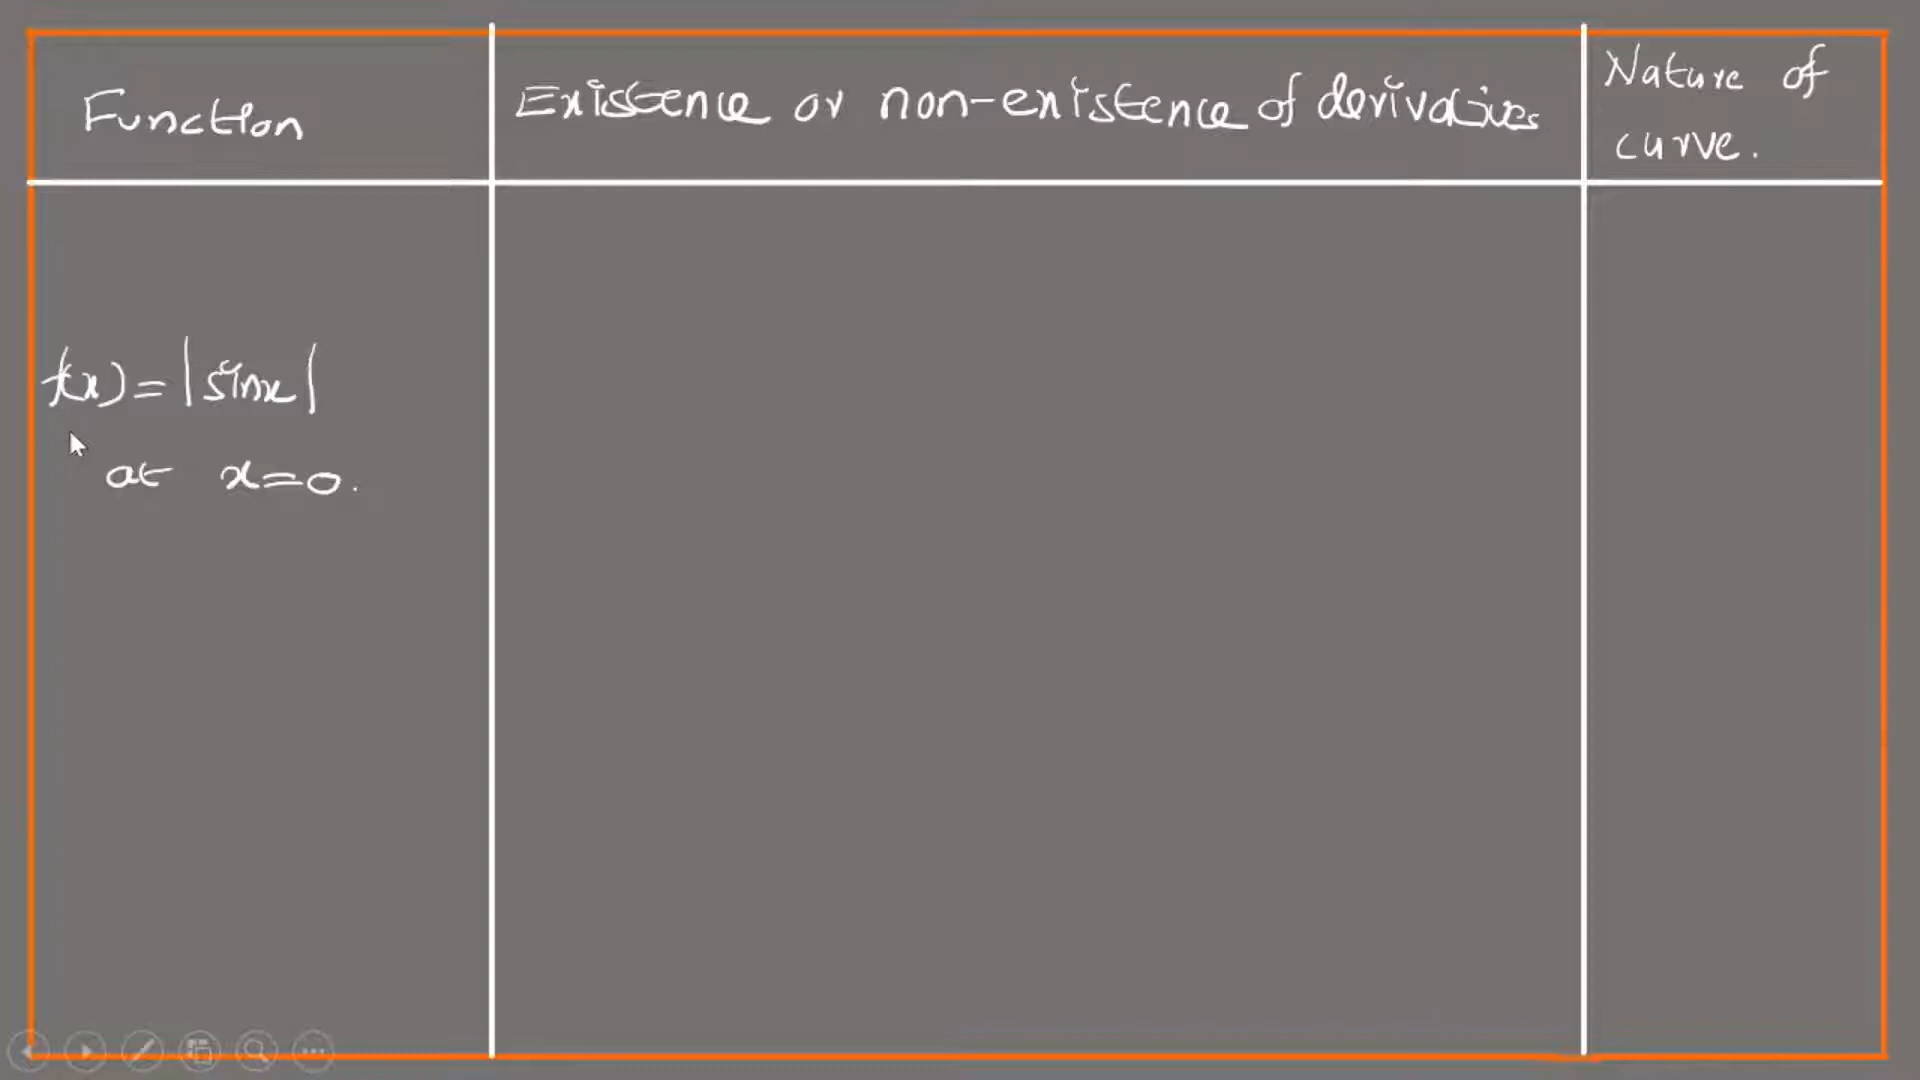 Function
Existence or non-existence of derivatives
Nature of
curve.
f(x) = |sinx|
at x=0.